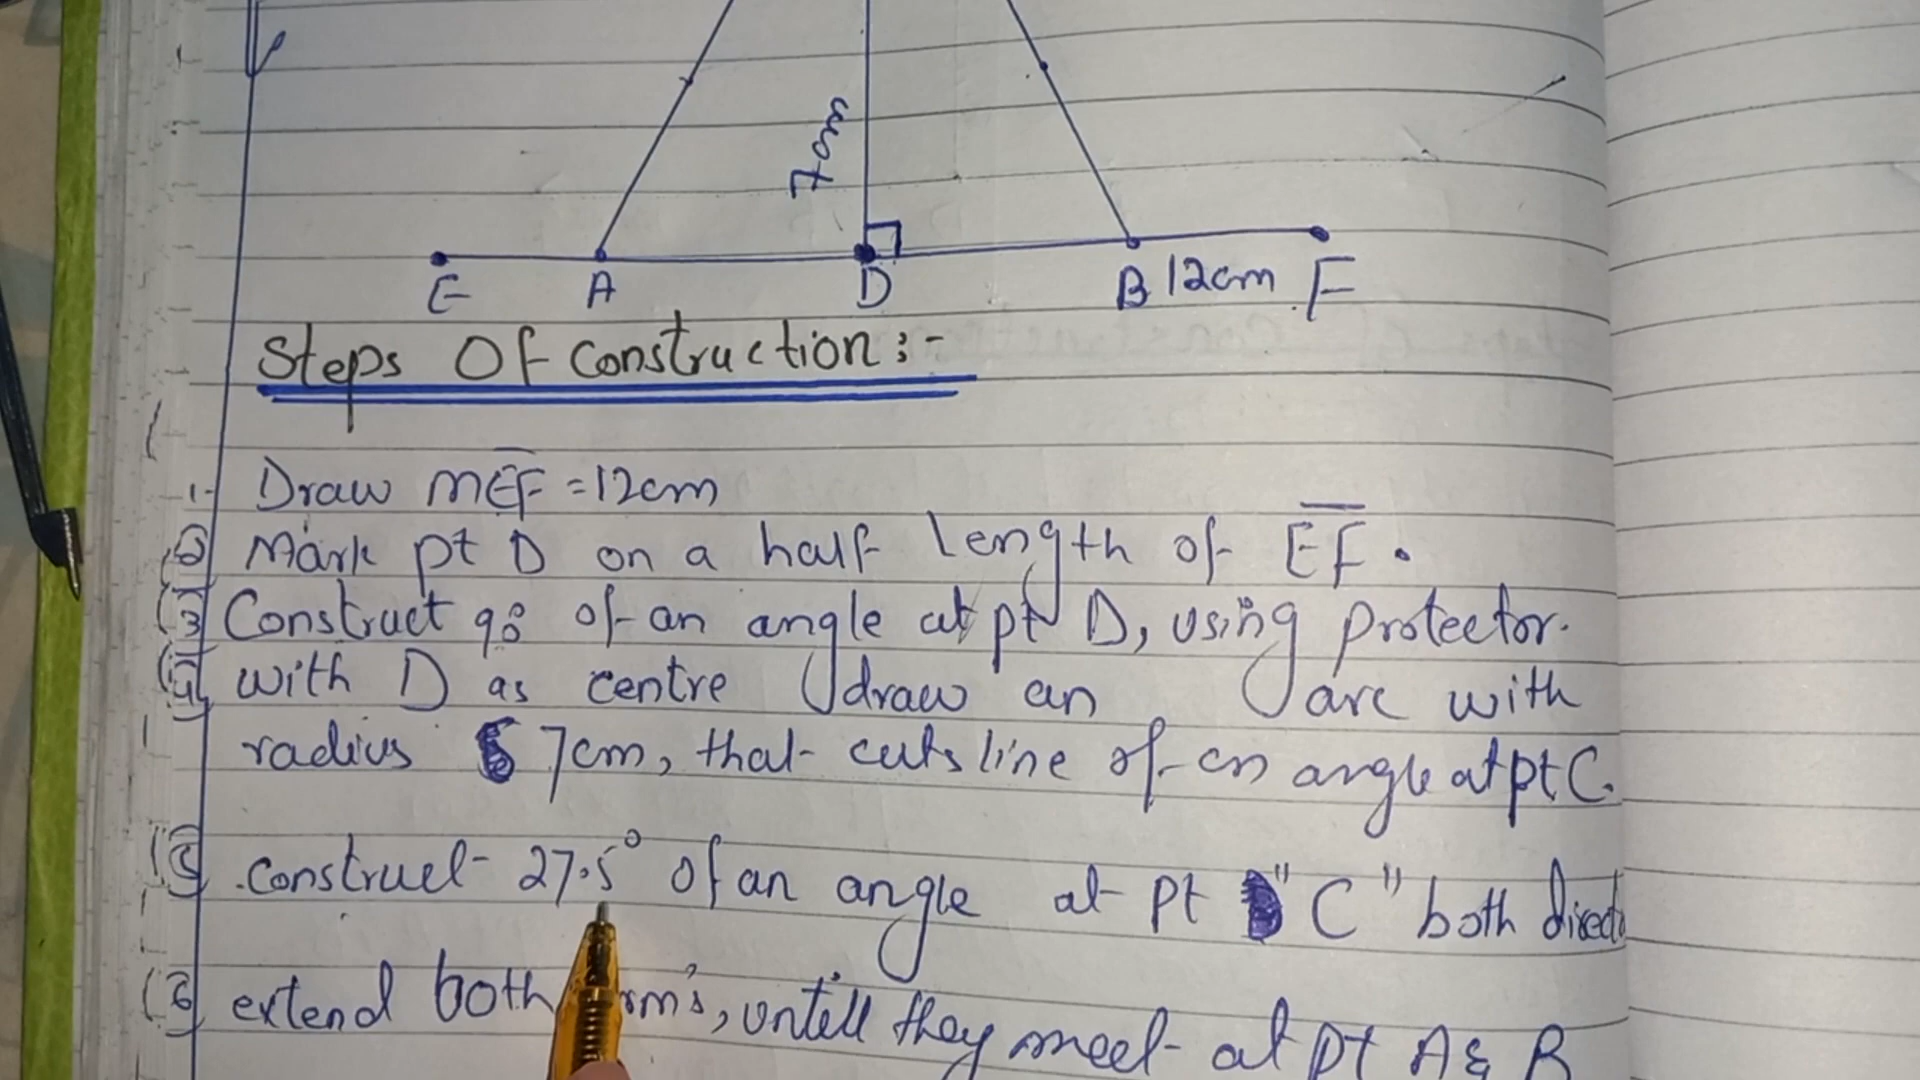 7cm
E A D B 12cm F
Steps Of Construction:-
1- Draw mEF = 12cm
(2) Mark pt D on a half length of EF.
(3) Construct 90° of an angle at pt D, using protector.
(4) with D as centre draw an arc with
radius 7cm, that cuts line of an angle at pt C.
(5) .construct 27.5° of an angle at pt "C" both
(6) extend both, untill they meet at pt A & B